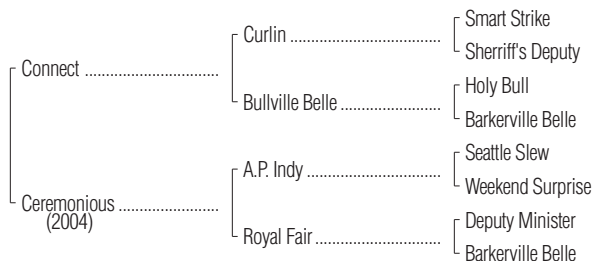 Smart Strike
Curlin ........................................
Sherriff's Deputy
Connect ...................................
Holy Bull
Bullville Belle ..........................
Barkerville Belle
Seattle Slew
A.P. Indy ...................................
Weekend Surprise
Ceremonious ..........................
(2004)
Deputy Minister
Royal Fair .................................
Barkerville Belle